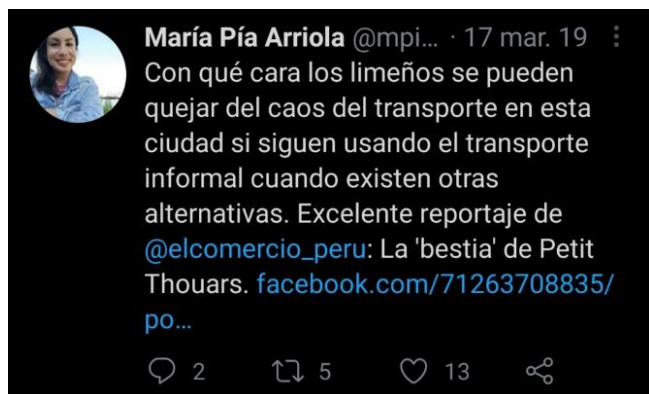 María Pía Arriola @mpi... · 17 mar. 19
Con qué cara los limeños se pueden
quejar del caos del transporte en esta
ciudad si siguen usando el transporte
informal cuando existen otras
alternativas. Excelente reportaje de
@elcomercio_peru: La 'bestia' de Petit
Thouars. facebook.com/71263708835/
po...
2 5 13